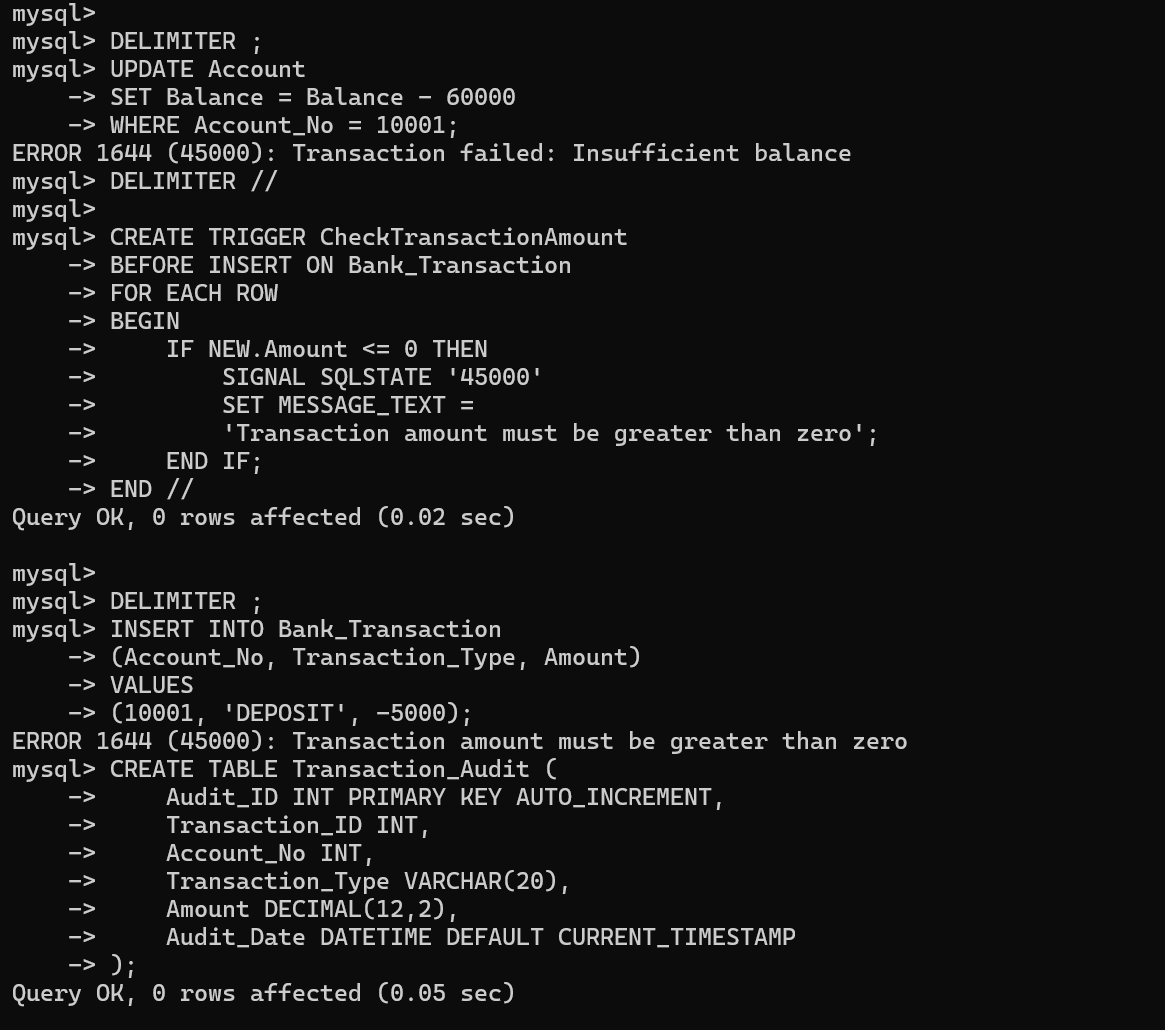 mysql>
mysql> DELIMITER ;
mysql> UPDATE Account
    -> SET Balance = Balance - 60000
    -> WHERE Account_No = 10001;
ERROR 1644 (45000): Transaction failed: Insufficient balance
mysql> DELIMITER //
mysql>
mysql> CREATE TRIGGER CheckTransactionAmount
    -> BEFORE INSERT ON Bank_Transaction
    -> FOR EACH ROW
    -> BEGIN
    ->     IF NEW.Amount <= 0 THEN
    ->         SIGNAL SQLSTATE '45000'
    ->         SET MESSAGE_TEXT =
    ->         'Transaction amount must be greater than zero';
    ->     END IF;
    -> END //
Query OK, 0 rows affected (0.02 sec)

mysql>
mysql> DELIMITER ;
mysql> INSERT INTO Bank_Transaction
    -> (Account_No, Transaction_Type, Amount)
    -> VALUES
    -> (10001, 'DEPOSIT', -5000);
ERROR 1644 (45000): Transaction amount must be greater than zero
mysql> CREATE TABLE Transaction_Audit (
    ->     Audit_ID INT PRIMARY KEY AUTO_INCREMENT,
    ->     Transaction_ID INT,
    ->     Account_No INT,
    ->     Transaction_Type VARCHAR(20),
    ->     Amount DECIMAL(12,2),
    ->     Audit_Date DATETIME DEFAULT CURRENT_TIMESTAMP
    -> );
Query OK, 0 rows affected (0.05 sec)